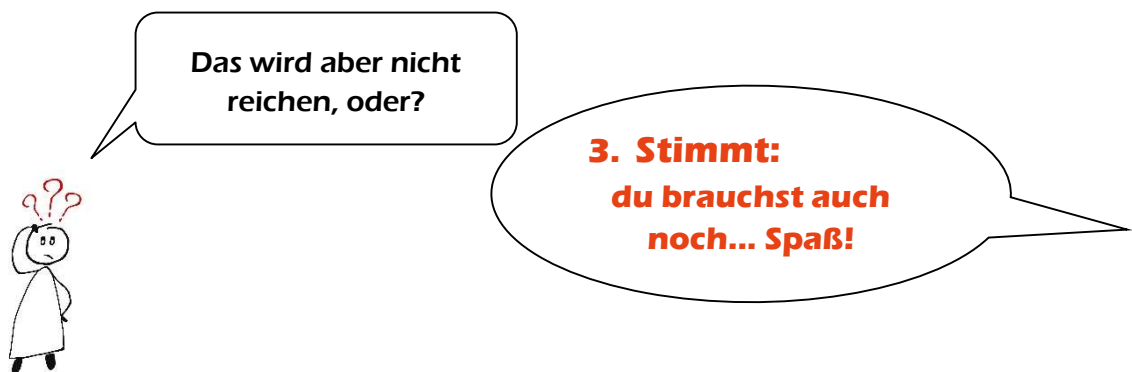 Das wird aber nicht
reichen, oder?
3. Stimmt:
du brauchst auch
noch... Spaß!